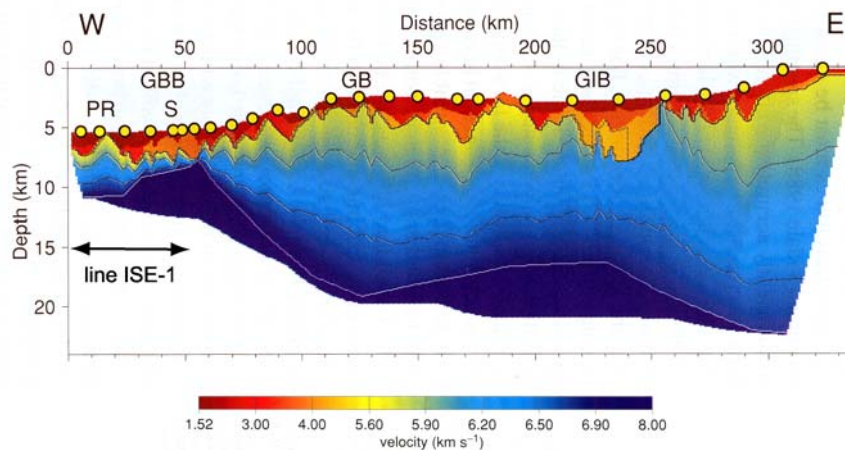 W Distance (km) E
0 50 100 150 200 250 300
0 GBB GB GIB
PR S
5
10
15
20
Depth (km)
line ISE-1
1.52 3.00 4.00 5.60 5.90 6.20 6.50 6.90 8.00
velocity (km s⁻¹)